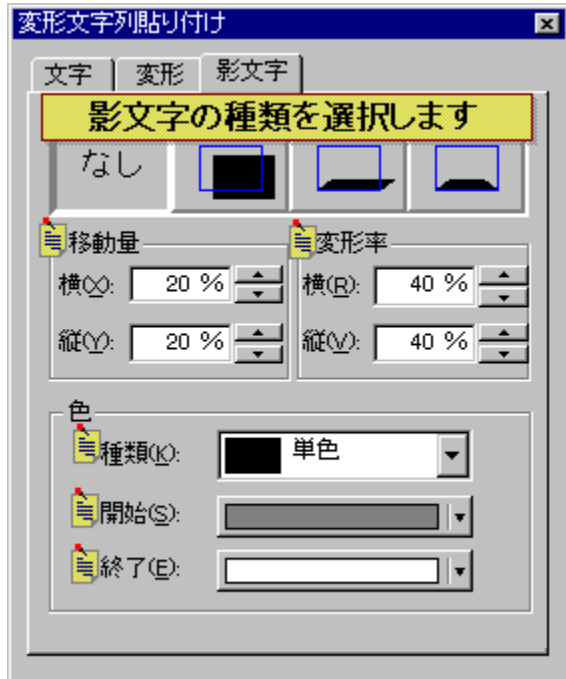 変形文字列貼り付け
文字 変形 影文字
影文字の種類を選択します
なし
移動量 変形率
横(X): 20 % 横(R): 40 %
縦(Y): 20 % 縦(V): 40 %
色
種類(K): 単色
開始(S):
終了(E):